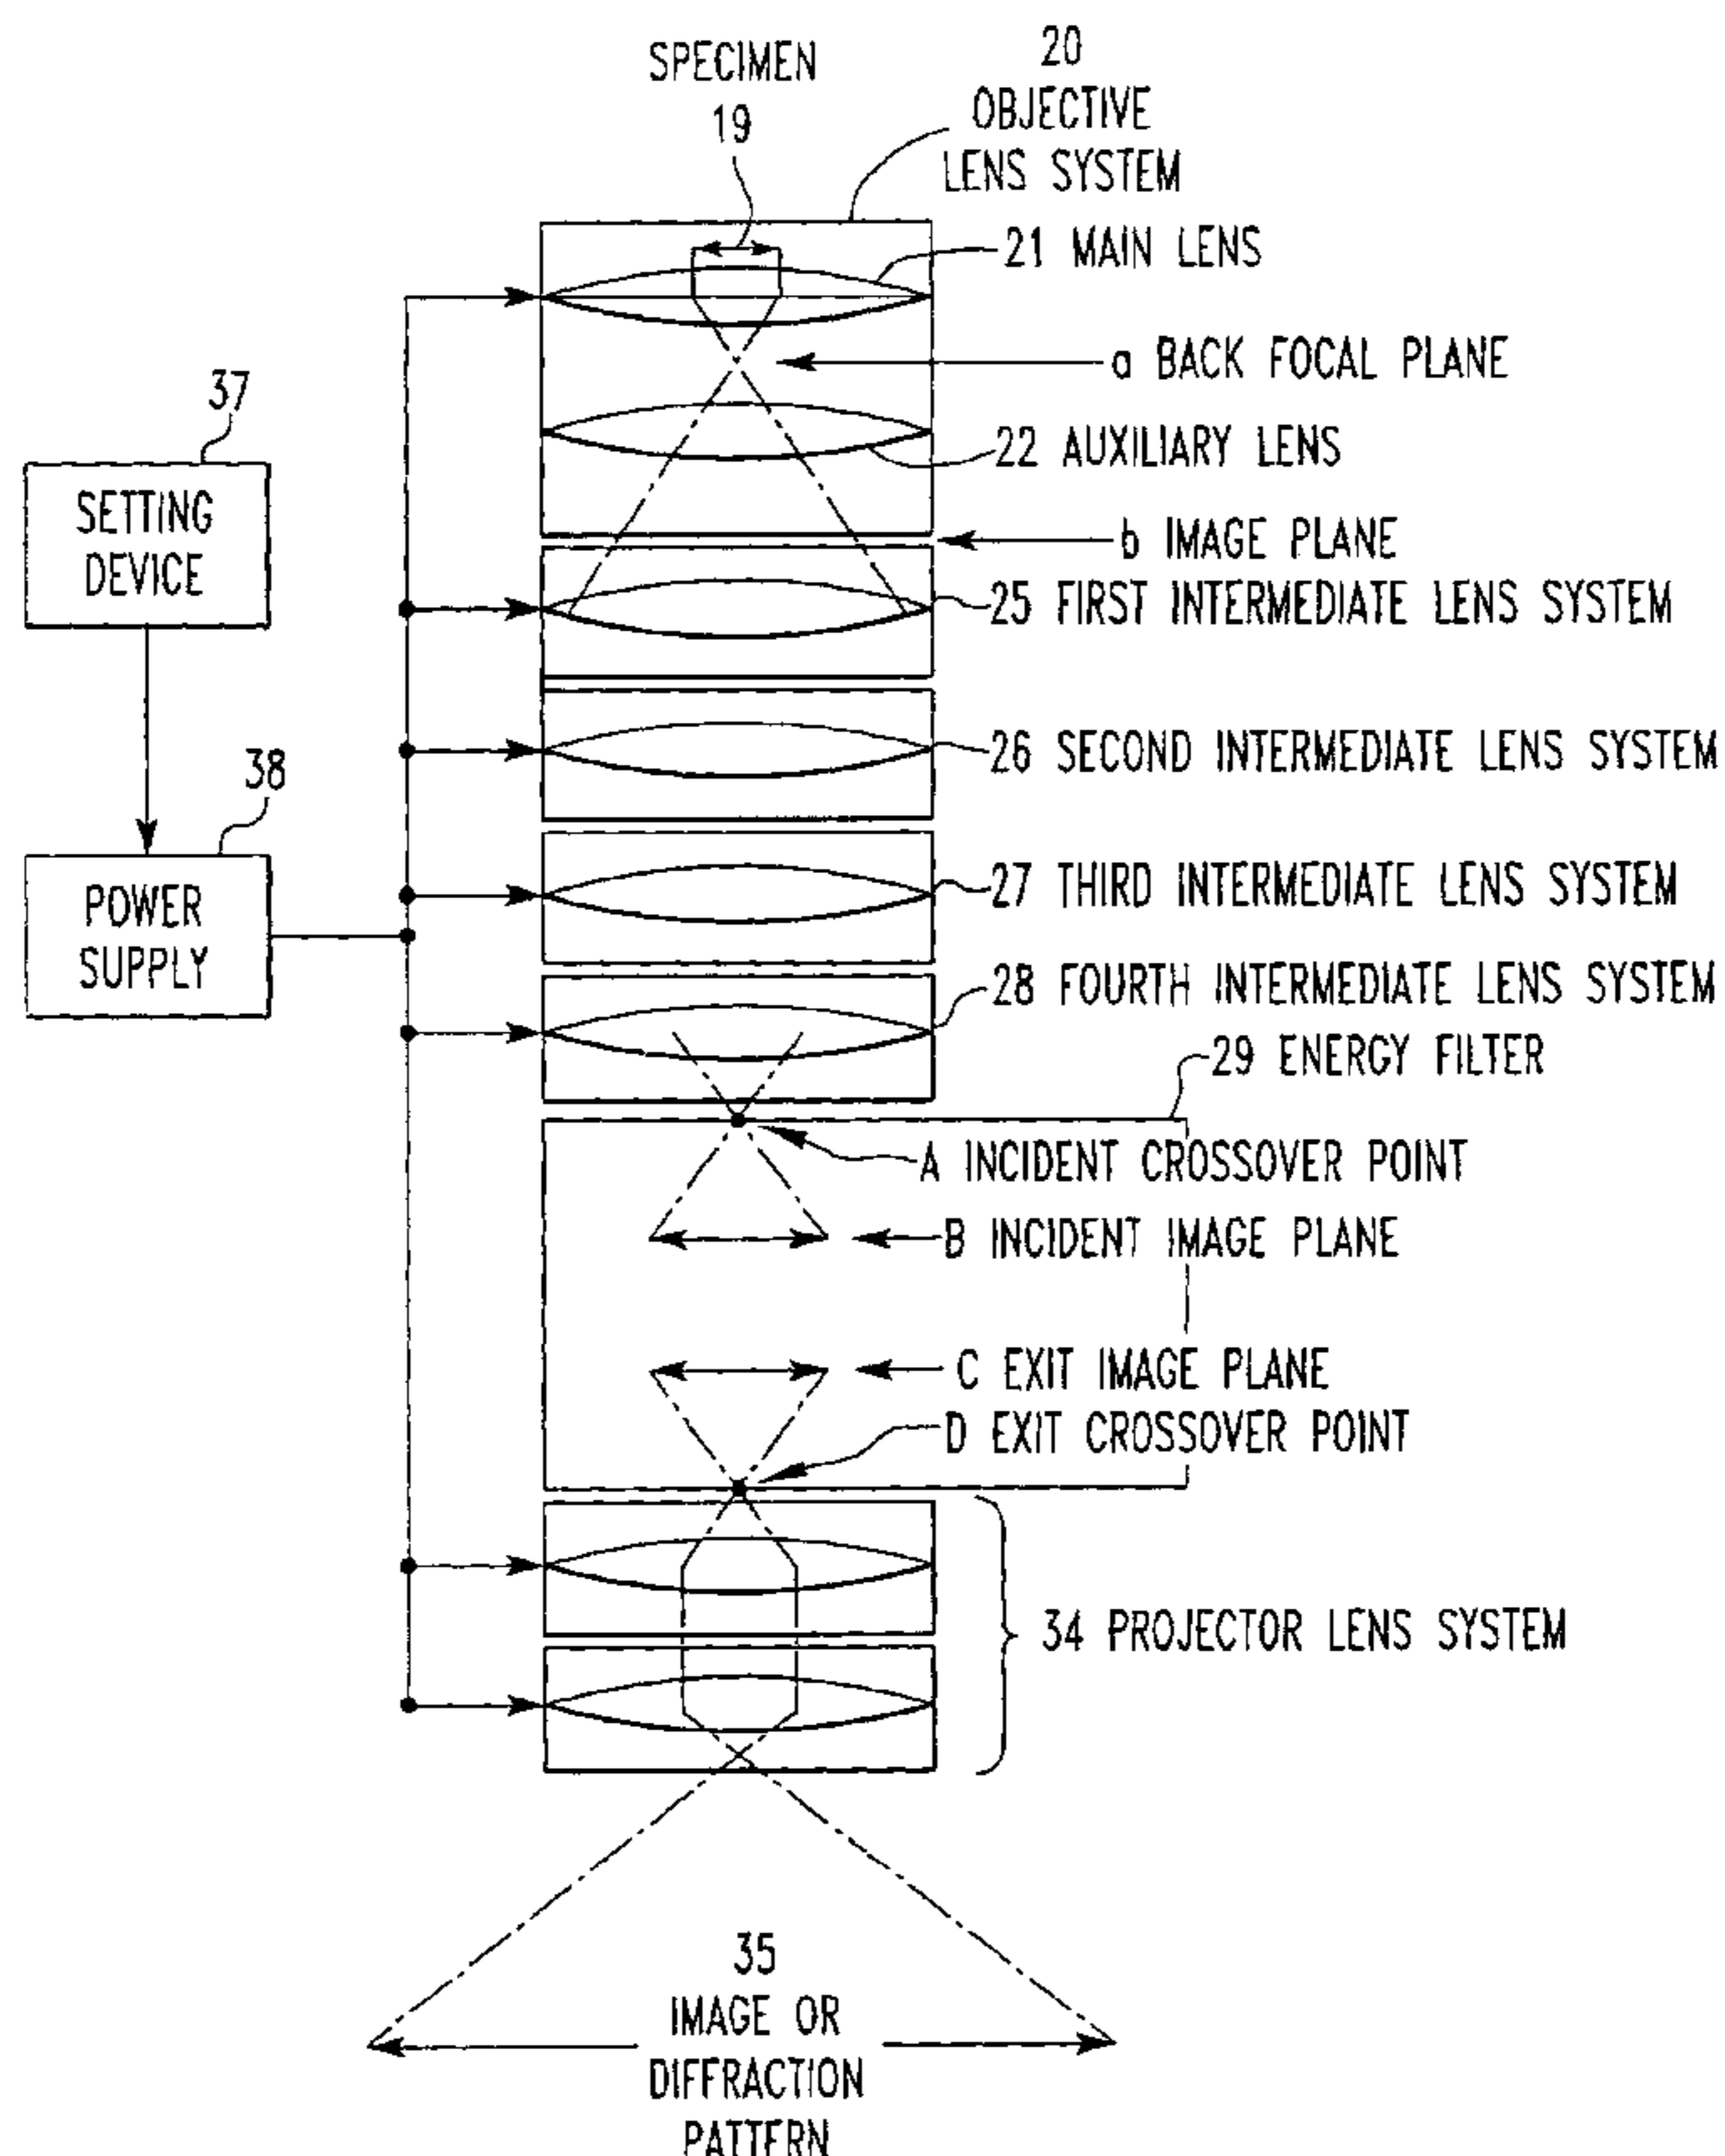 SPECIMEN
19
20
OBJECTIVE
LENS SYSTEM
21 MAIN LENS
a BACK FOCAL PLANE
37
SETTING
DEVICE
22 AUXILIARY LENS
b IMAGE PLANE
25 FIRST INTERMEDIATE LENS SYSTEM
26 SECOND INTERMEDIATE LENS SYSTEM
38
POWER
SUPPLY
27 THIRD INTERMEDIATE LENS SYSTEM
28 FOURTH INTERMEDIATE LENS SYSTEM
29 ENERGY FILTER
A INCIDENT CROSSOVER POINT
B INCIDENT IMAGE PLANE
C EXIT IMAGE PLANE
D EXIT CROSSOVER POINT
34 PROJECTOR LENS SYSTEM
35
IMAGE OR
DIFFRACTION
PATTERN